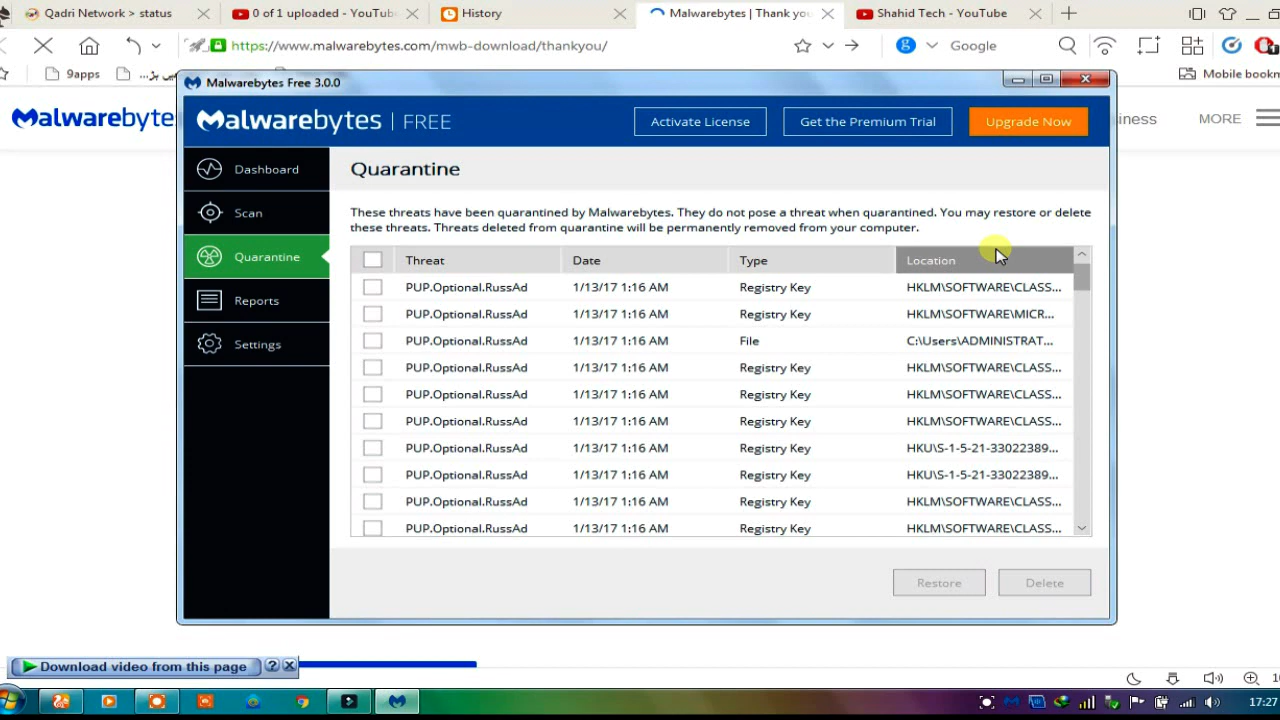 Qadri Network > status
0 of 1 uploaded - YouTub
History
Malwarebytes | Thank you
Shahid Tech - YouTube
https://www.malwarebytes.com/mwb-download/thankyou/
Google
9apps
Mobile bookm
Malwarebytes Free 3.0.0
Malwarebyte
Malwarebytes | FREE
Activate License
Get the Premium Trial
Upgrade Now
iness
MORE
Dashboard
Scan
Quarantine
Reports
Settings
Quarantine
These threats have been quarantined by Malwarebytes. They do not pose a threat when quarantined. You may restore or delete
these threats. Threats deleted from quarantine will be permanently removed from your computer.
Threat Date Type Location
PUP.Optional.RussAd 1/13/17 1:16 AM Registry Key HKLM\SOFTWARE\CLASS...
PUP.Optional.RussAd 1/13/17 1:16 AM Registry Key HKLM\SOFTWARE\MICR...
PUP.Optional.RussAd 1/13/17 1:16 AM File C:\Users\ADMINISTRAT...
PUP.Optional.RussAd 1/13/17 1:16 AM Registry Key HKLM\SOFTWARE\CLASS...
PUP.Optional.RussAd 1/13/17 1:16 AM Registry Key HKLM\SOFTWARE\CLASS...
PUP.Optional.RussAd 1/13/17 1:16 AM Registry Key HKLM\SOFTWARE\CLASS...
PUP.Optional.RussAd 1/13/17 1:16 AM Registry Key HKU\S-1-5-21-33022389...
PUP.Optional.RussAd 1/13/17 1:16 AM Registry Key HKU\S-1-5-21-33022389...
PUP.Optional.RussAd 1/13/17 1:16 AM Registry Key HKLM\SOFTWARE\CLASS...
PUP.Optional.RussAd 1/13/17 1:16 AM Registry Key HKLM\SOFTWARE\CLASS...
Restore
Delete
Download video from this page
17:27